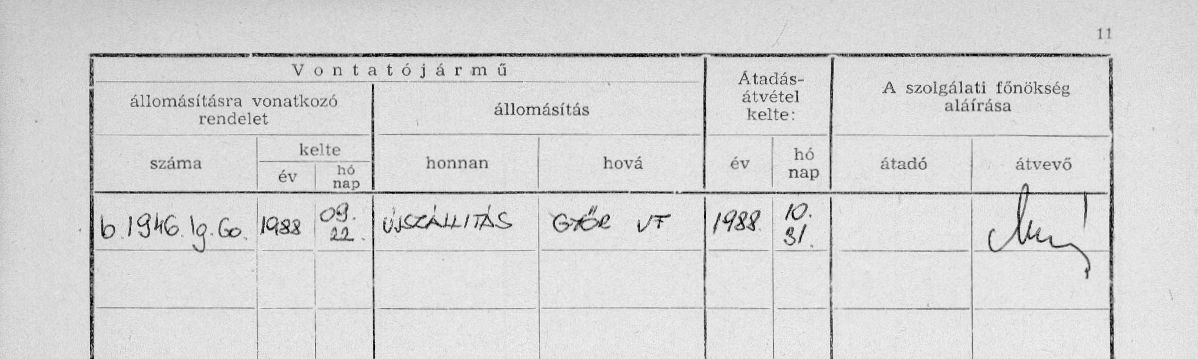 11
Vontatójármű
állomásításra vonatkozó
rendelet
állomásítás
Átadás-
átvétel
kelte:
A szolgálati főnökség
aláírása
száma
kelte
év
hó
nap
honnan
hová
év
hó
nap
átadó
átvevő
b.1946.Ig.Go.
1988
09.
22.
ÚJSZÁLLITÁS
GYŐR VF
1988.
10.
31.